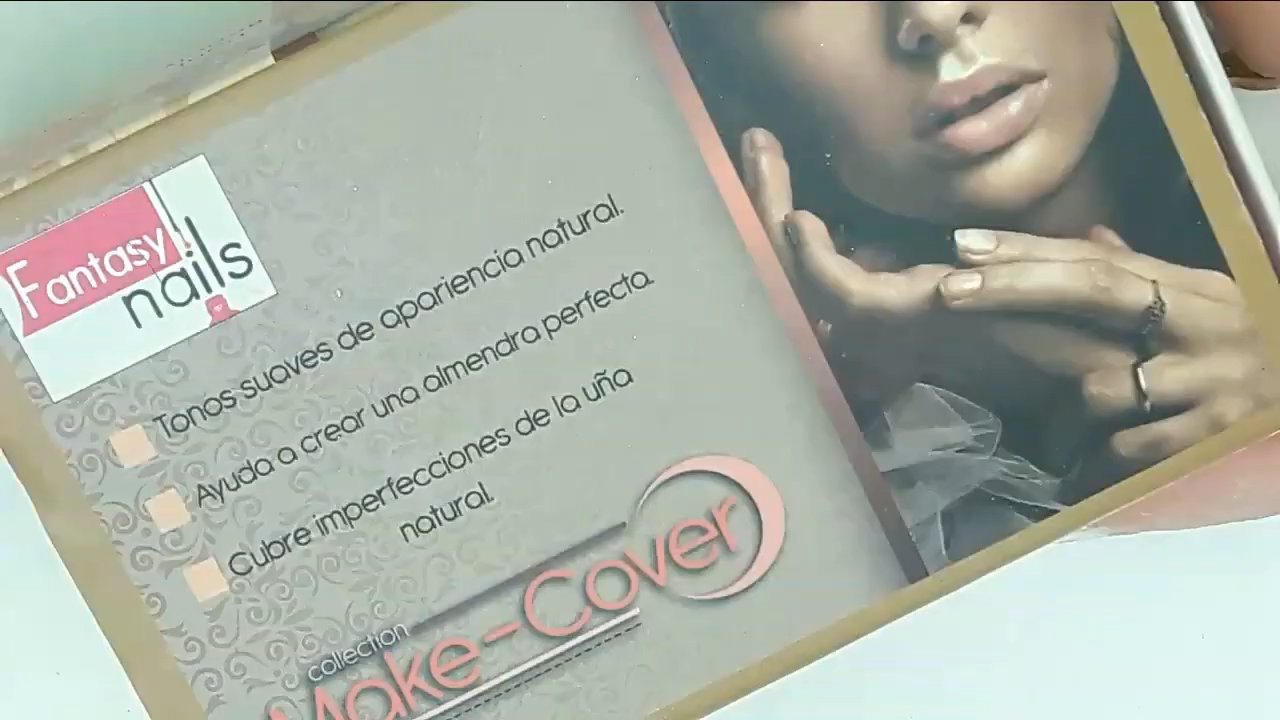 Fantasy
nails
Tonos suaves de apariencia natural.
Ayuda a crear una almendra perfecta.
Cubre imperfecciones de la uña
natural.
collection
Make-Cover